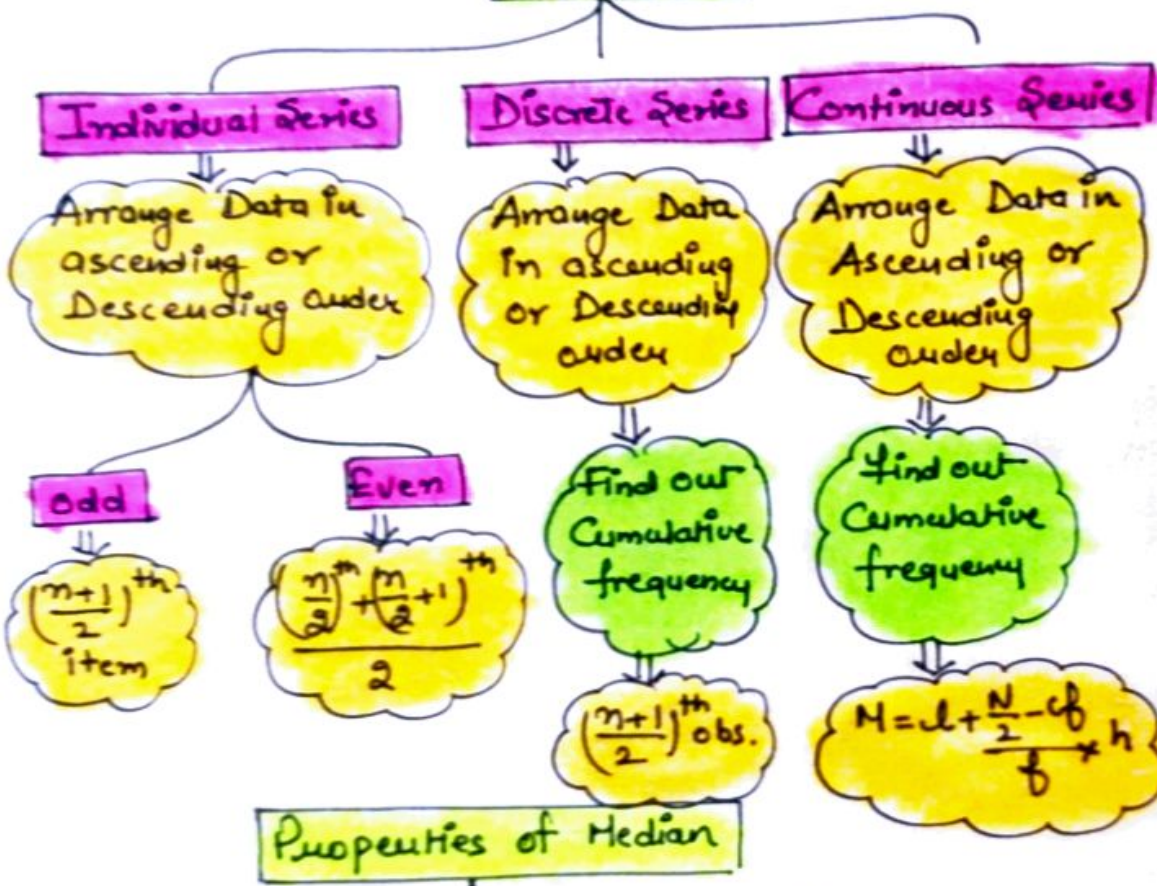 Individual Series
Discrete Series
Continuous Series
Arrange Data in
ascending or
Descending order
Arrange Data
in ascending
or Descending
order
Arrange Data in
Ascending or
Descending
order
Odd
Even
(n+1/2)th
item
(n/2)th + (n/2 + 1)th
2
Find out
Cumulative
frequency
(n+1/2)th obs.
Find out
Cumulative
frequency
M = l + N/2 - cf / f × h
Properties of Median